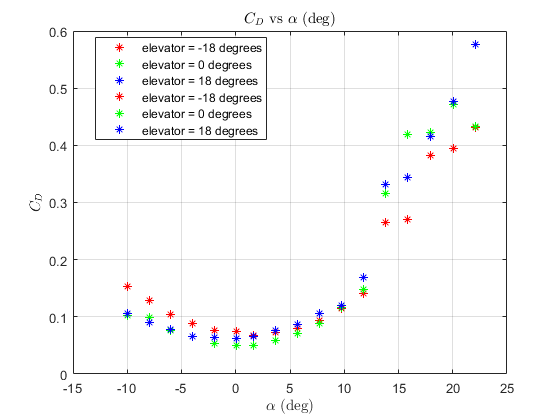 C_D vs α (deg)
elevator = -18 degrees
elevator = 0 degrees
elevator = 18 degrees
elevator = -18 degrees
elevator = 0 degrees
elevator = 18 degrees
0.6
0.5
0.4
0.3
0.2
0.1
0
C_D
-15 -10 -5 0 5 10 15 20 25
α (deg)